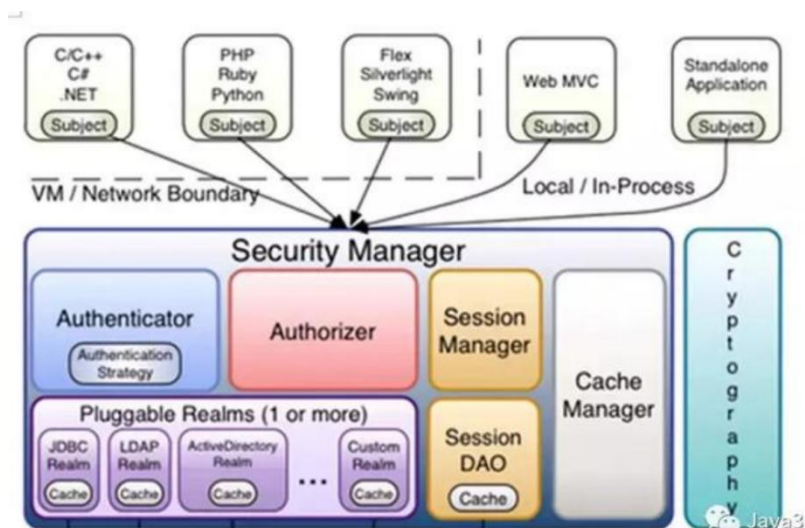 C/C++
C#
.NET
Subject
PHP
Ruby
Python
Subject
Flex
Silverlight
Swing
Subject
Web MVC
Subject
Standalone
Application
Subject
VM / Network Boundary
Local / In-Process
Security Manager
Authenticator
Authentication
Strategy
Authorizer
Session
Manager
Cache
Manager
Pluggable Realms (1 or more)
JDBC
Realm
Cache
LDAP
Realm
Cache
ActiveDirectory
Realm
Cache
...
Custom
Realm
Cache
Session
DAO
Cache
Cryptography
Java3